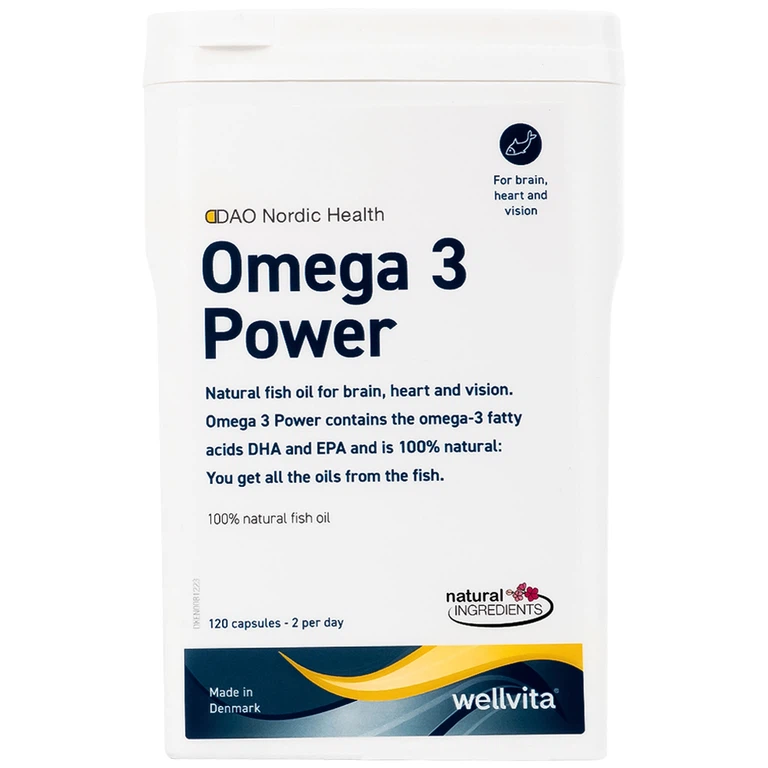 For brain,
heart and
vision
DAO Nordic Health
Omega 3
Power
Natural fish oil for brain, heart and vision.
Omega 3 Power contains the omega-3 fatty
acids DHA and EPA and is 100% natural:
You get all the oils from the fish.
100% natural fish oil
natural
INGREDIENTS
120 capsules - 2 per day
Made in
Denmark
wellvita®